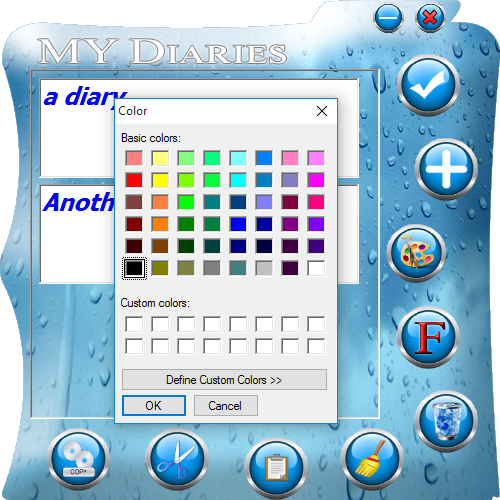 MY DIARIES
a diary
Color
Basic colors:
Anoth
Custom colors:
Define Custom Colors >>
OK
Cancel
F
COPY